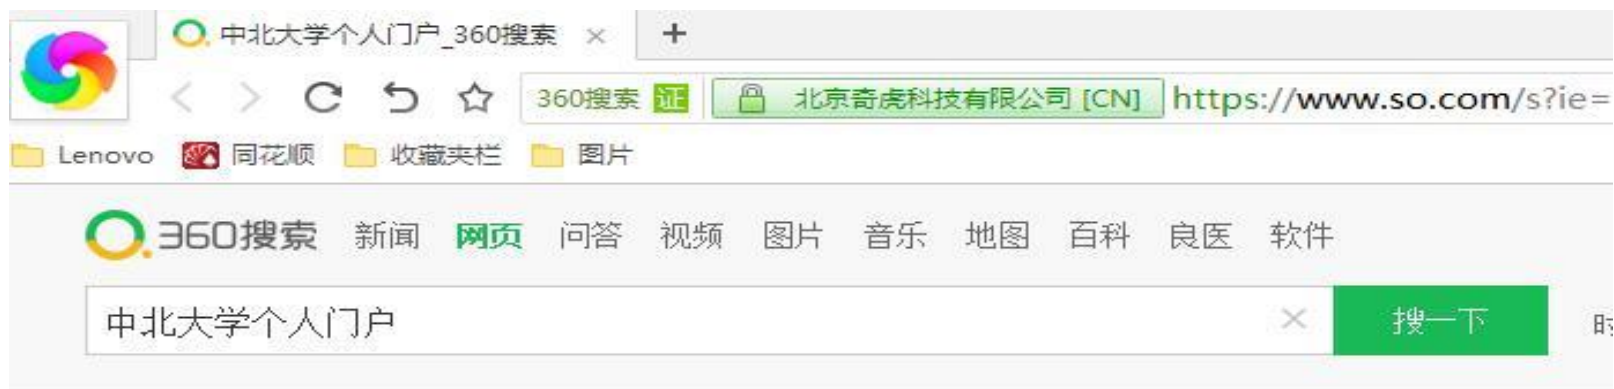 中北大学个人门户_360搜索 × +
360搜索 证 北京奇虎科技有限公司 [CN] https://www.so.com/s?ie=
Lenovo 同花顺 收藏夹栏 图片
360搜索 新闻 网页 问答 视频 图片 音乐 地图 百科 良医 软件
中北大学个人门户 × 搜一下